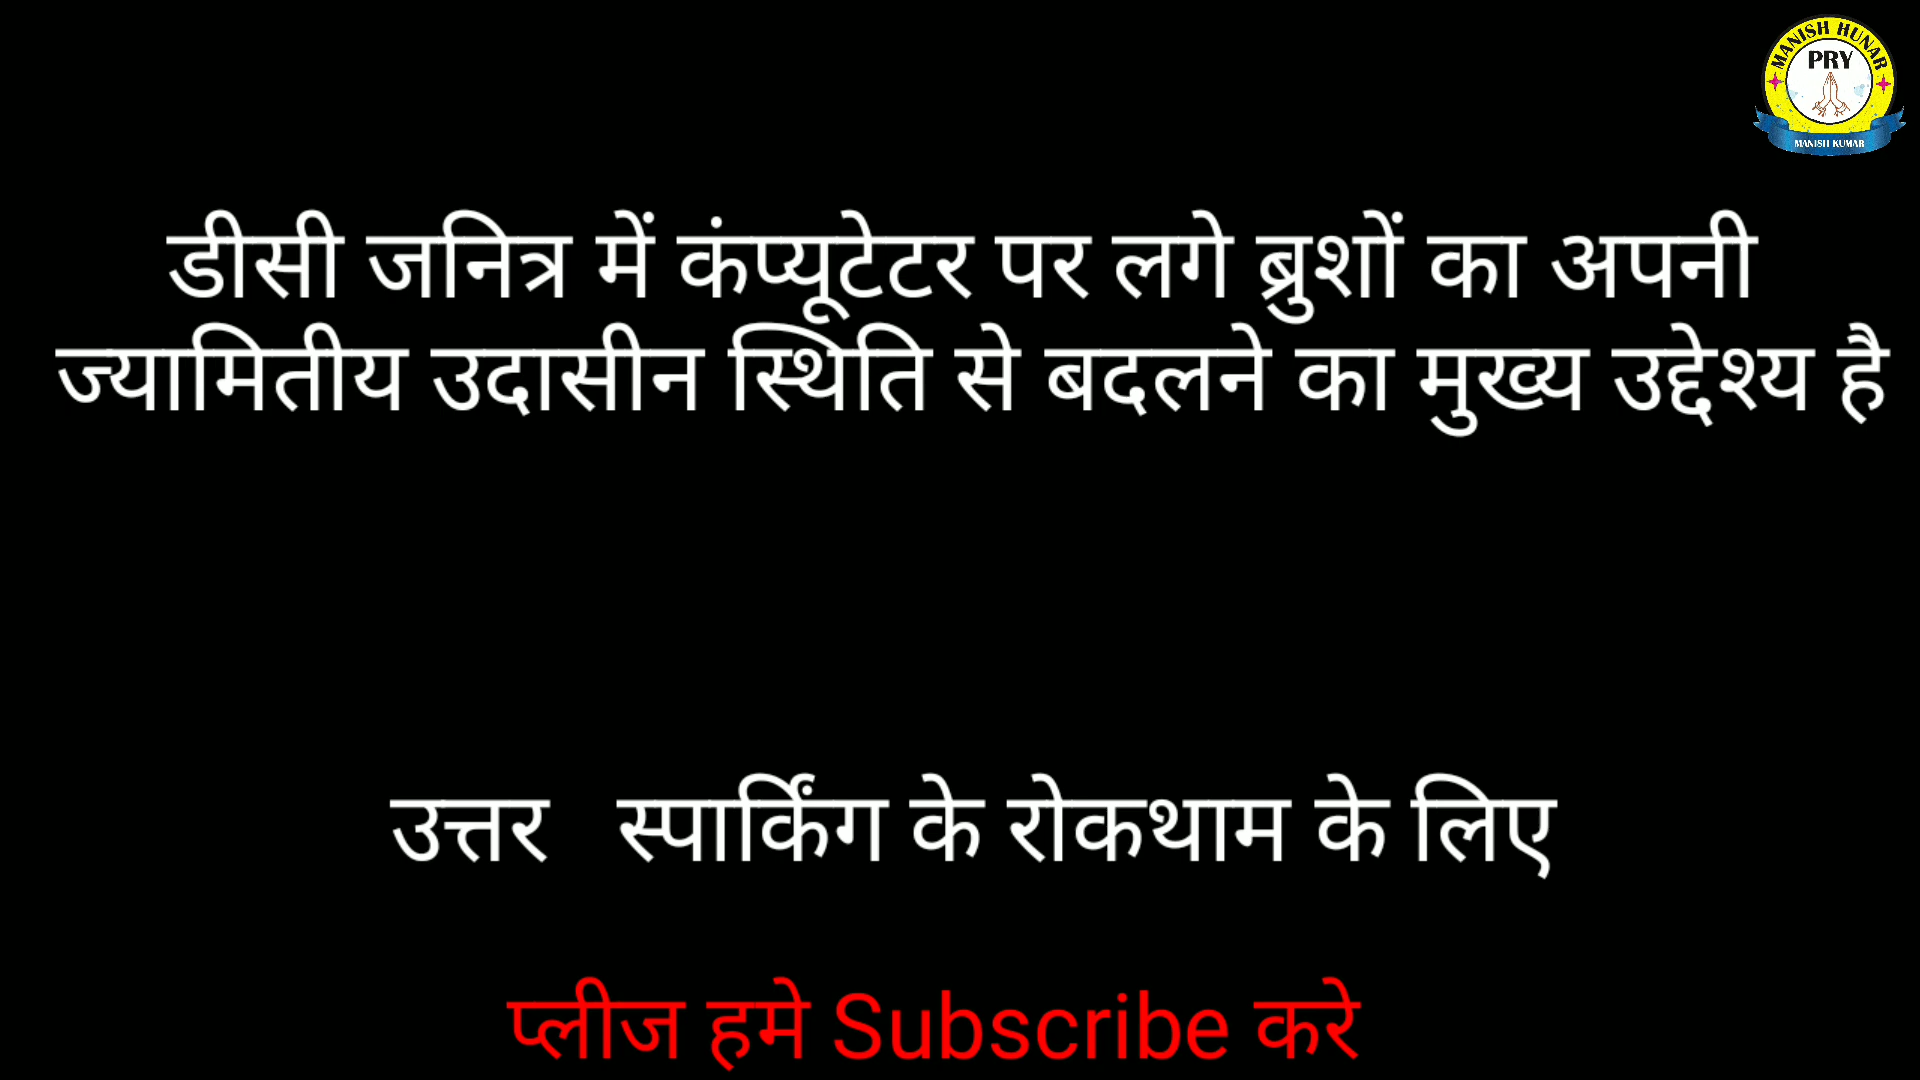 MANISH HUNAR
PRY
MANISH KUMAR
डीसी जनित्र में कंप्यूटेटर पर लगे ब्रुशों का अपनी
ज्यामितीय उदासीन स्थिति से बदलने का मुख्य उद्देश्य है
उत्तर स्पार्किंग के रोकथाम के लिए
प्लीज हमे Subscribe करे